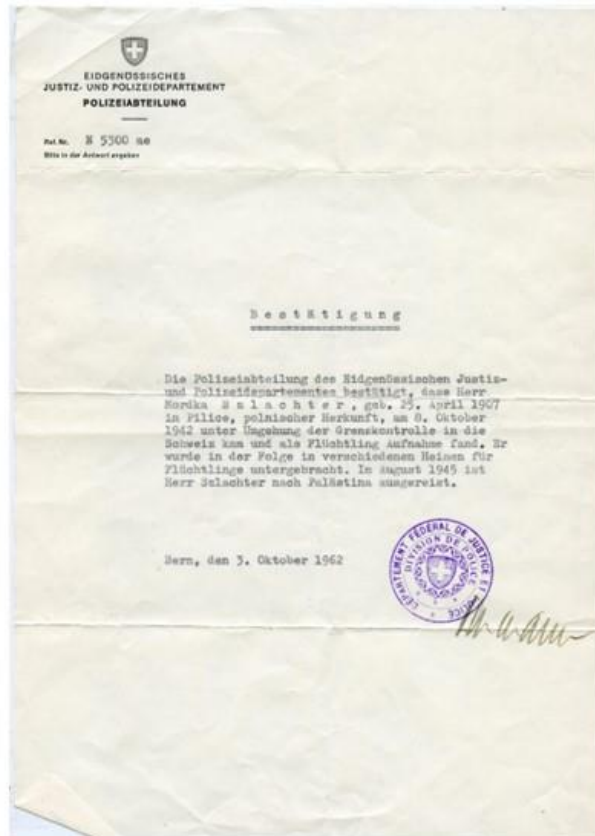 EIDGENÖSSISCHES
JUSTIZ- UND POLIZEIDEPARTEMENT
POLIZEIABTEILUNG
Ref. Nr. N 5300
Bitte in der Antwort angeben
Bestätigung
Die Polizeiabteilung des Eidgenössischen Justiz-
und Polizeidepartementes bestätigt, dass Herr
Mordka Szlachter, geb. 25. April 1907
in Pilice, polnischer Herkunft, am 8. Oktober
1942 unter Umgehung der Grenzkontrolle in die
Schweiz kam und als Flüchtling Aufnahme fand. Er
wurde in der Folge in verschiedenen Heimen für
Flüchtlinge untergebracht. Im August 1945 ist
Herr Szlachter nach Palästina ausgereist.
Bern, den 3. Oktober 1962
DÉPARTEMENT FÉDÉRAL DE JUSTICE ET POLICE
DIVISION DE POLICE